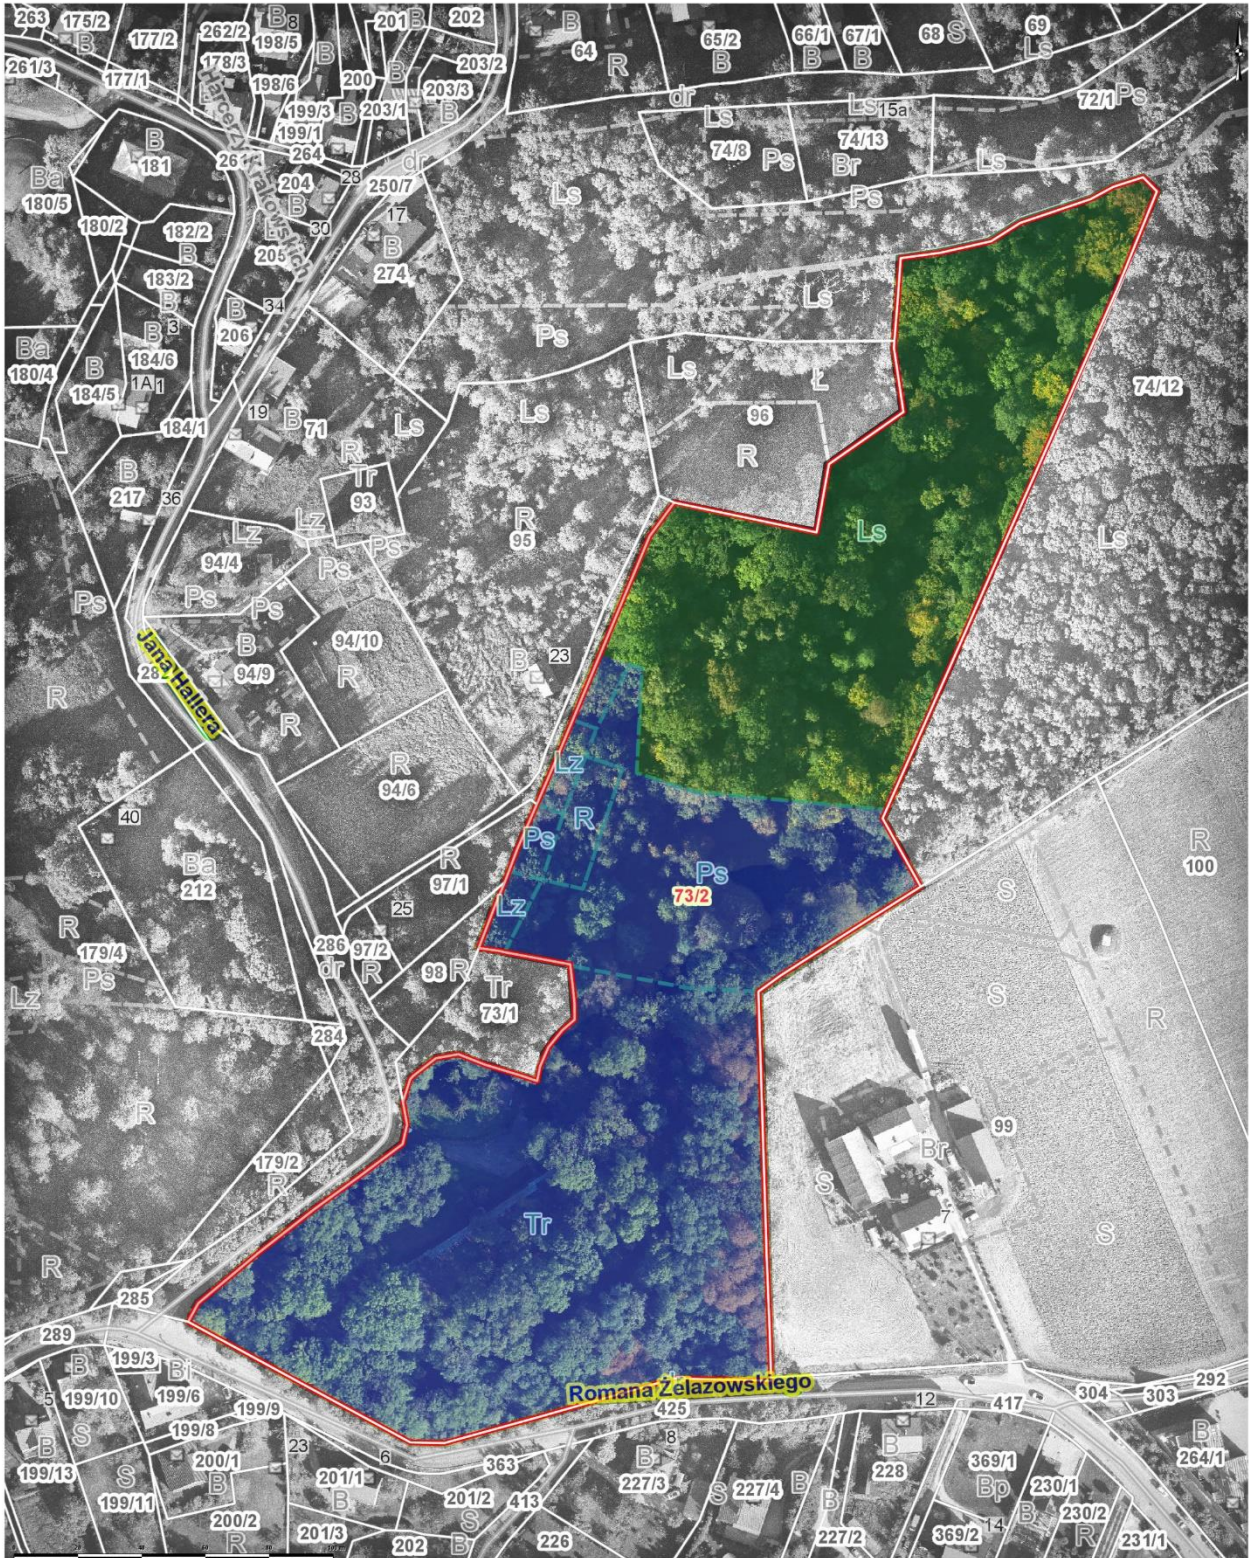 263
175/2
B
177/2
262/2
B
8
198/5
B
201
B
202
B
64
65/2
B
66/1
B
67/1
B
68
S
69
Ls
261/3
177/1
178/3
198/6
200
B
203/2
203/3
B
R
dr
Ls
15a
72/1
Ps
199/3
B
203/1
199/1
264
Ls
74/8
Ps
74/13
Br
Ls
Ps
B
181
Harcerzy Krakowskich
204
B
28
dr
250/7
17
Ba
180/5
180/2
182/2
B
205
30
B
274
Ls
183/2
B
3
B
206
34
Ps
Ls
Ba
180/4
B
184/6
B
184/5
1A
1
184/1
19
B
71
Ls
Ls
Ls
Ł
96
R
74/12
R
Tr
93
B
217
36
Lz
94/4
Lz
Ps
R
95
Ls
Ls
Ps
Ps
Ps
Ps
Jana Hallera
B
94/9
94/10
R
B
23
R
R
R
94/6
Lz
R
Ps
Ps
73/2
R
100
40
Ba
212
R
97/1
Lz
S
R
179/4
Ps
Lz
286
dr
25
97/2
R
98
R
Tr
73/1
S
R
284
R
99
Br
S
7
S
179/2
R
Tr
R
285
289
199/3
B
199/10
Bi
199/6
199/9
Romana Żelazowskiego
425
12
417
304
303
292
5
S
199/8
23
6
363
8
B
227/3
B
199/13
200/1
B
201/1
B
201/2
413
S
227/4
B
B
228
369/1
Bp
230/1
B
264/1
S
199/11
200/2
R
201/3
202
S
B
226
B
227/2
369/2
14
B
230/2
R
231/1